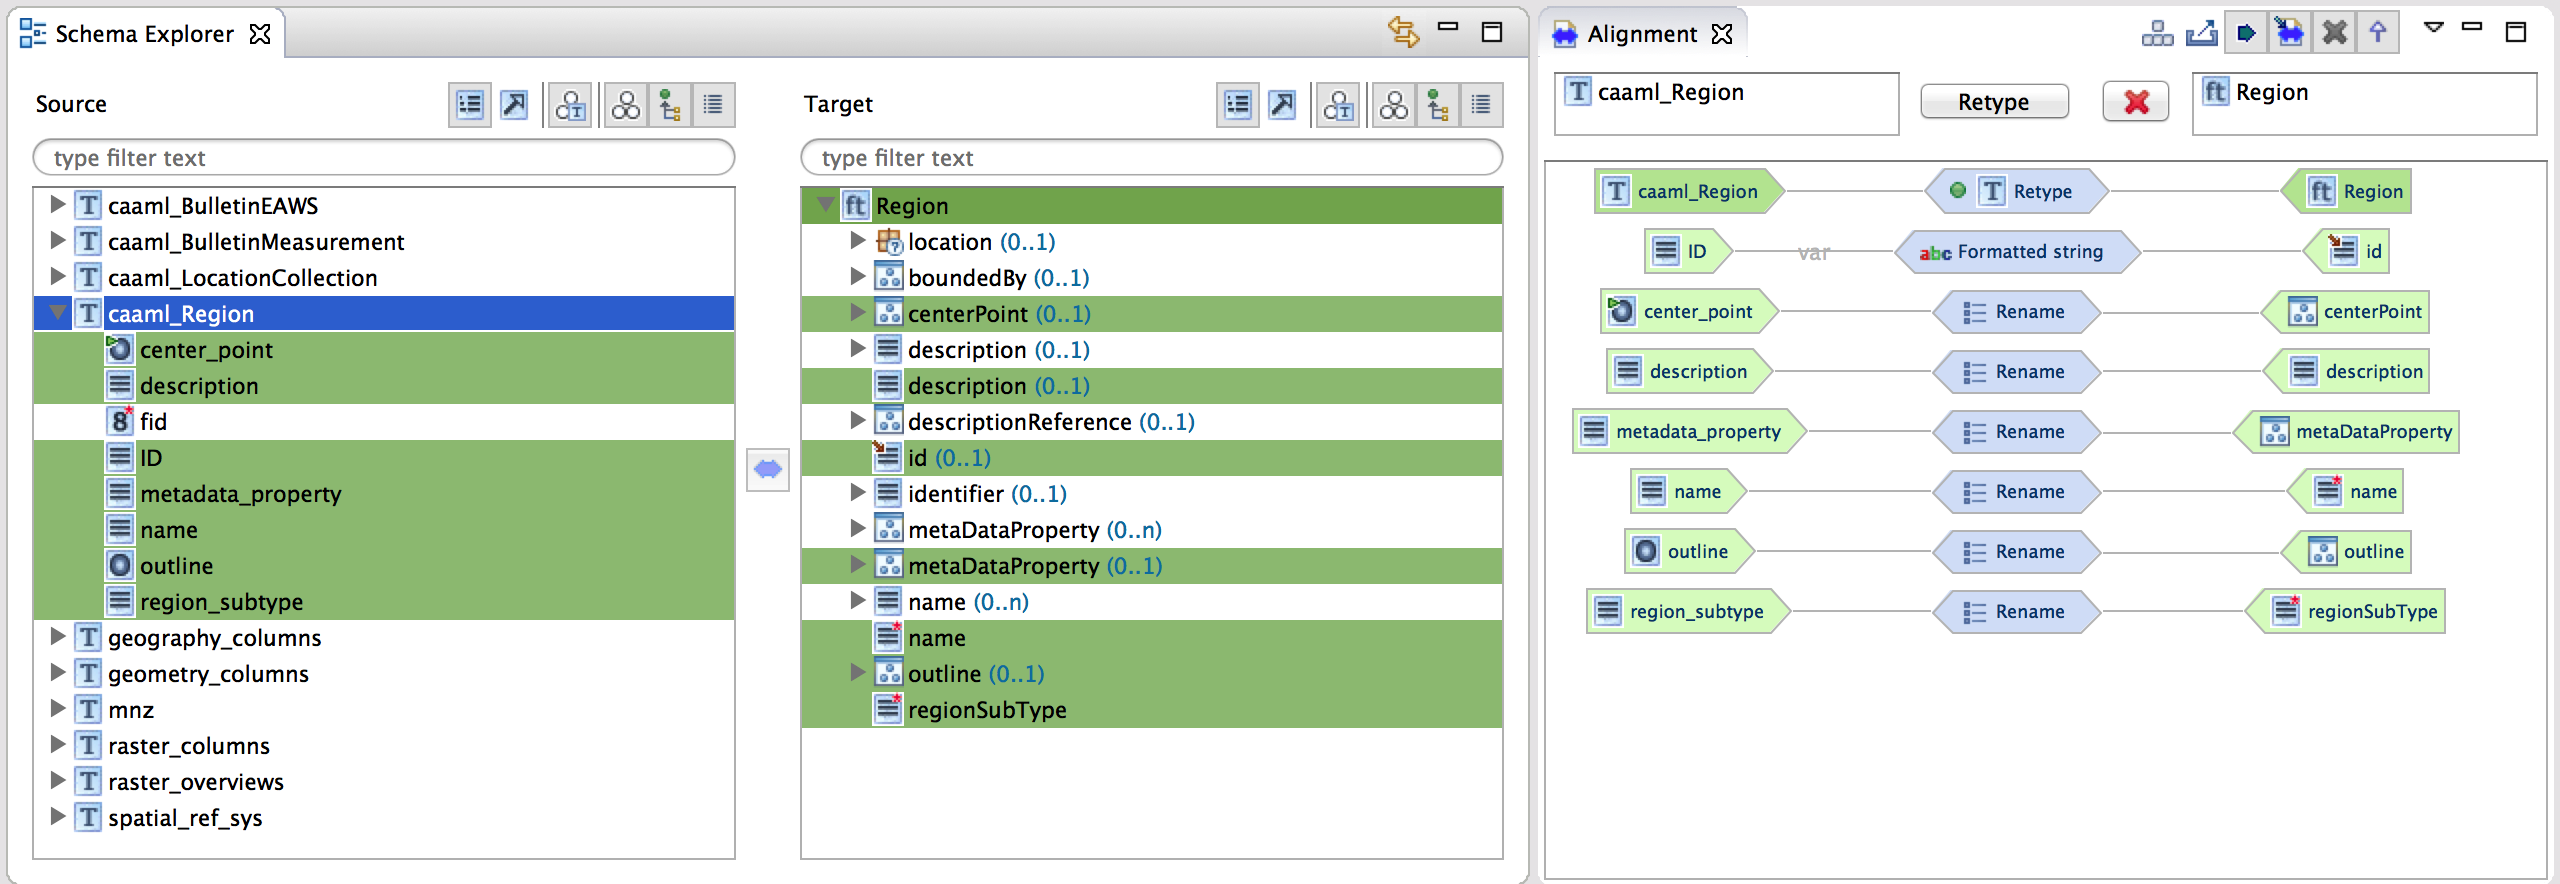 Schema Explorer
Source
type filter text
caaml_BulletinEAWS
caaml_BulletinMeasurement
caaml_LocationCollection
caaml_Region
center_point
description
fid
ID
metadata_property
name
outline
region_subtype
geography_columns
geometry_columns
mnz
raster_columns
raster_overviews
spatial_ref_sys
Target
type filter text
Region
location (0..1)
boundedBy (0..1)
centerPoint (0..1)
description (0..1)
description (0..1)
descriptionReference (0..1)
id (0..1)
identifier (0..1)
metaDataProperty (0..n)
metaDataProperty (0..1)
name (0..n)
name
outline (0..1)
regionSubType
Alignment
caaml_Region Retype Region
caaml_Region Retype Region
ID var Formatted string id
center_point Rename centerPoint
description Rename description
metadata_property Rename metaDataProperty
name Rename name
outline Rename outline
region_subtype Rename regionSubType